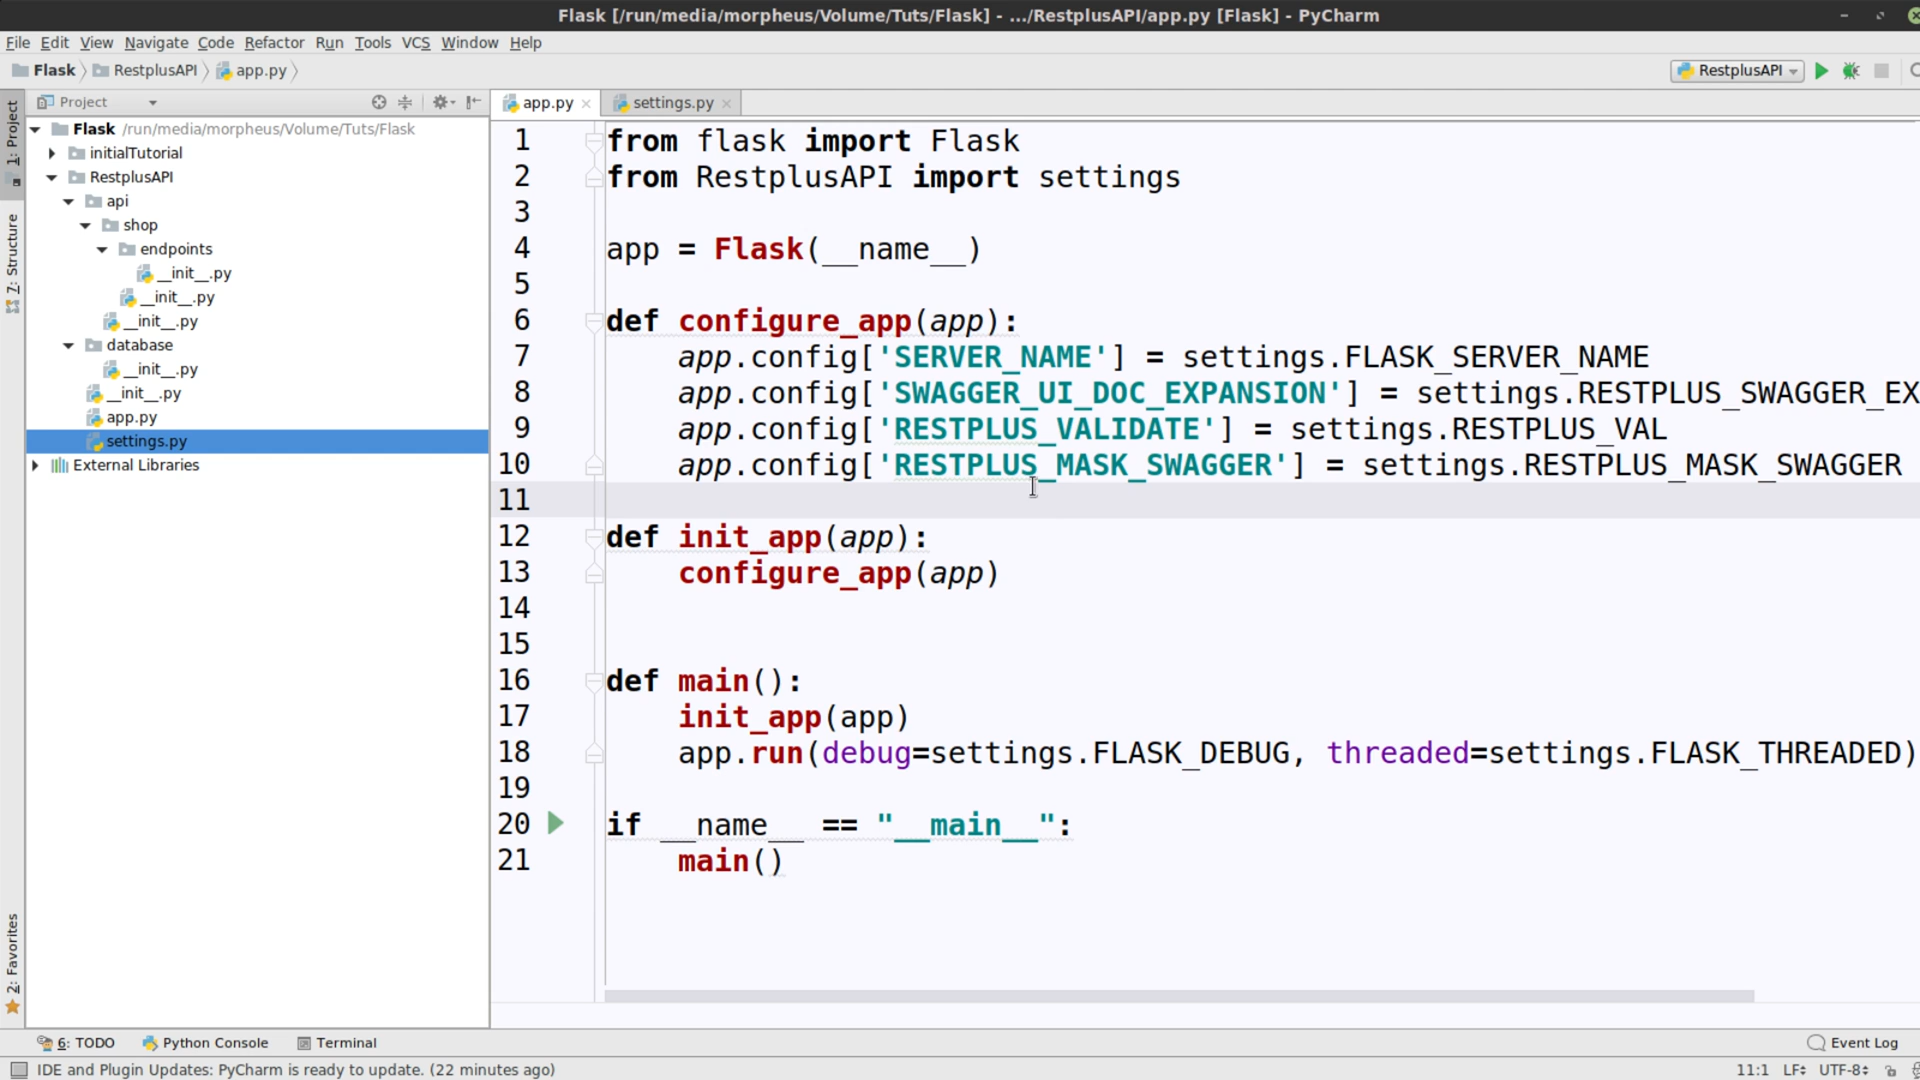 Flask [/run/media/morpheus/Volume/Tuts/Flask] - .../RestplusAPI/app.py [Flask] - PyCharm
File Edit View Navigate Code Refactor Run Tools VCS Window Help
Flask RestplusAPI app.py
RestplusAPI
1: Project
7: Structure
2: Favorites
Project
Flask /run/media/morpheus/Volume/Tuts/Flask
initialTutorial
RestplusAPI
api
shop
endpoints
__init__.py
__init__.py
__init__.py
database
__init__.py
__init__.py
app.py
settings.py
External Libraries
app.py settings.py
1 from flask import Flask
2 from RestplusAPI import settings
3
4 app = Flask(__name__)
5
6 def configure_app(app):
7 app.config['SERVER_NAME'] = settings.FLASK_SERVER_NAME
8 app.config['SWAGGER_UI_DOC_EXPANSION'] = settings.RESTPLUS_SWAGGER_EX
9 app.config['RESTPLUS_VALIDATE'] = settings.RESTPLUS_VAL
10 app.config['RESTPLUS_MASK_SWAGGER'] = settings.RESTPLUS_MASK_SWAGGER
11
12 def init_app(app):
13 configure_app(app)
14
15
16 def main():
17 init_app(app)
18 app.run(debug=settings.FLASK_DEBUG, threaded=settings.FLASK_THREADED)
19
20 if __name__ == "__main__":
21 main()
6: TODO Python Console Terminal Event Log
IDE and Plugin Updates: PyCharm is ready to update. (22 minutes ago) 11:1 LF UTF-8